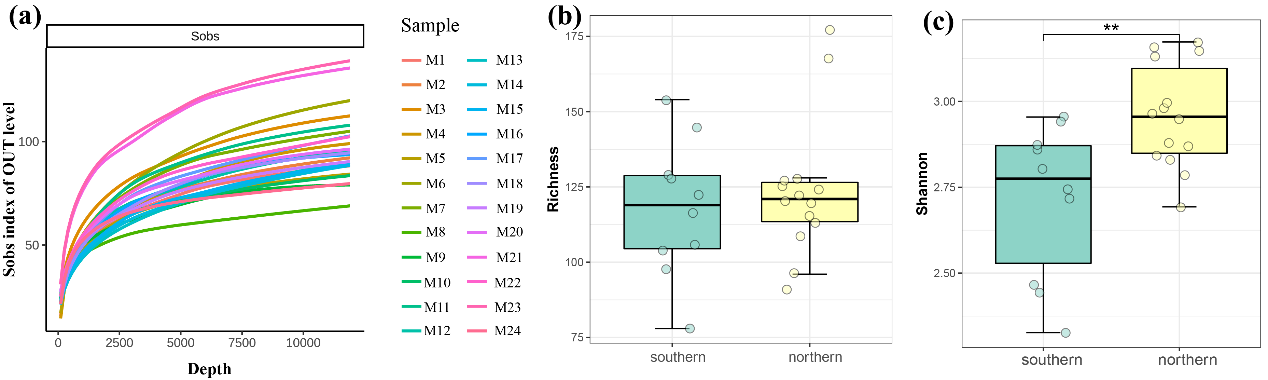 (a)
Sobs
Sobs index of OUT level
100
50
0 2500 5000 7500 10000
Depth
Sample
M1 M13
M2 M14
M3 M15
M4 M16
M5 M17
M6 M18
M7 M19
M8 M20
M9 M21
M10 M22
M11 M23
M12 M24
(b)
Richness
175
150
125
100
75
southern northern
(c)
Shannon
**
3.00
2.75
2.50
southern northern